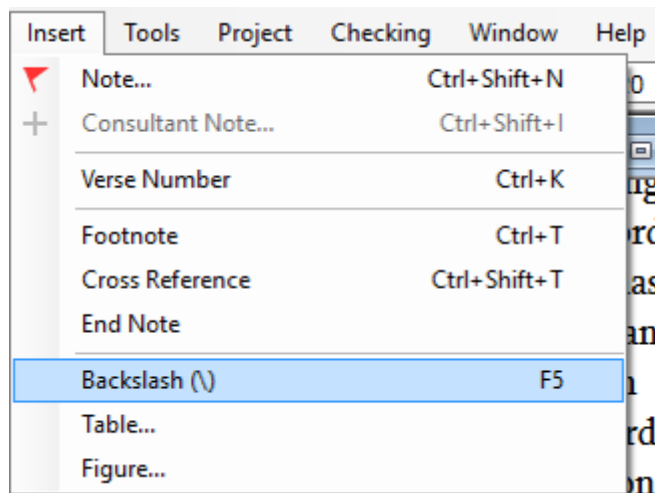 Insert Tools Project Checking Window Help
Note... Ctrl+Shift+N
Consultant Note... Ctrl+Shift+I
Verse Number Ctrl+K
Footnote Ctrl+T
Cross Reference Ctrl+Shift+T
End Note
Backslash (\) F5
Table...
Figure...